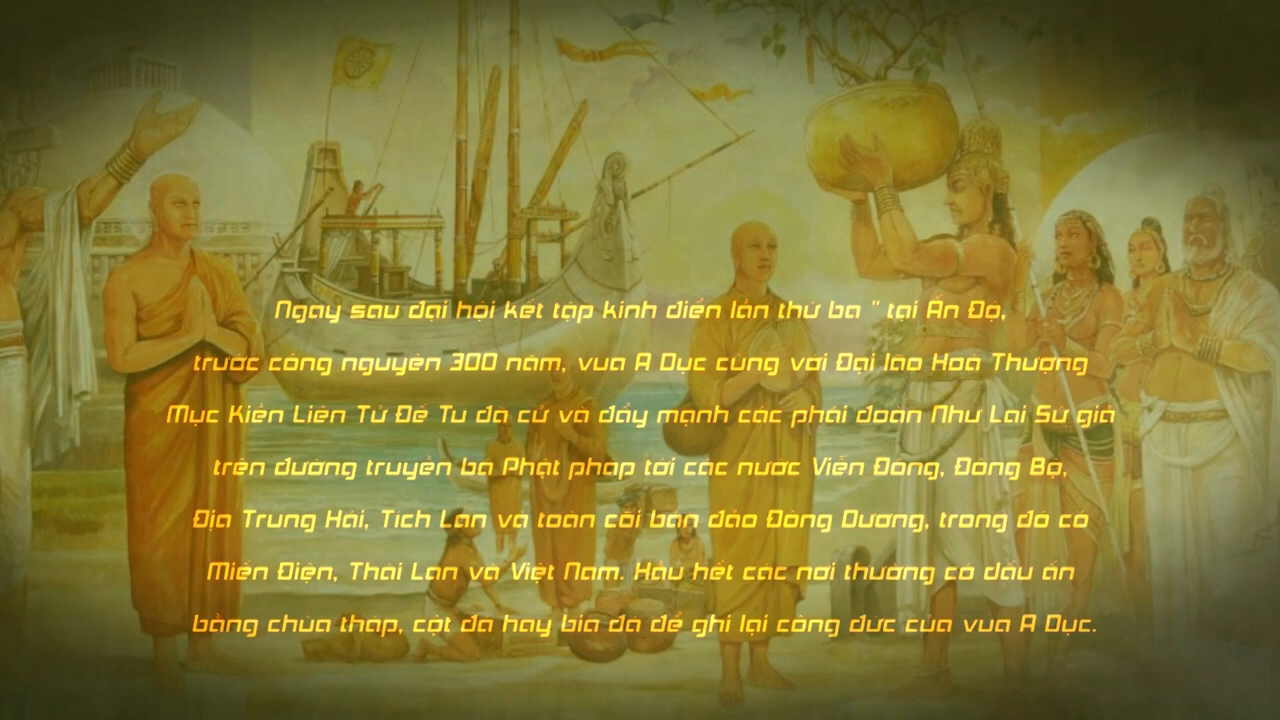 Ngay sau đại hội kết tập kinh điển lần thứ ba " tại Ấn Độ,
trước công nguyên 300 năm, vua A Dục cùng với Đại lão Hoà Thượng
Mục Kiền Liên Tử Đế Tu đã cử và đẩy mạnh các phái đoàn Như Lai Sứ giả
trên đường truyền bá Phật pháp tới các nước Viễn Đông, Đông Bộ,
Địa Trung Hải, Tích Lan và toàn cõi bán đảo Đông Dương, trong đó có
Miến Điện, Thái Lan và Việt Nam. Hầu hết các nơi thường có dấu ấn
bằng chùa tháp, cột đá hay bia đá để ghi lại công đức của vua A Dục.